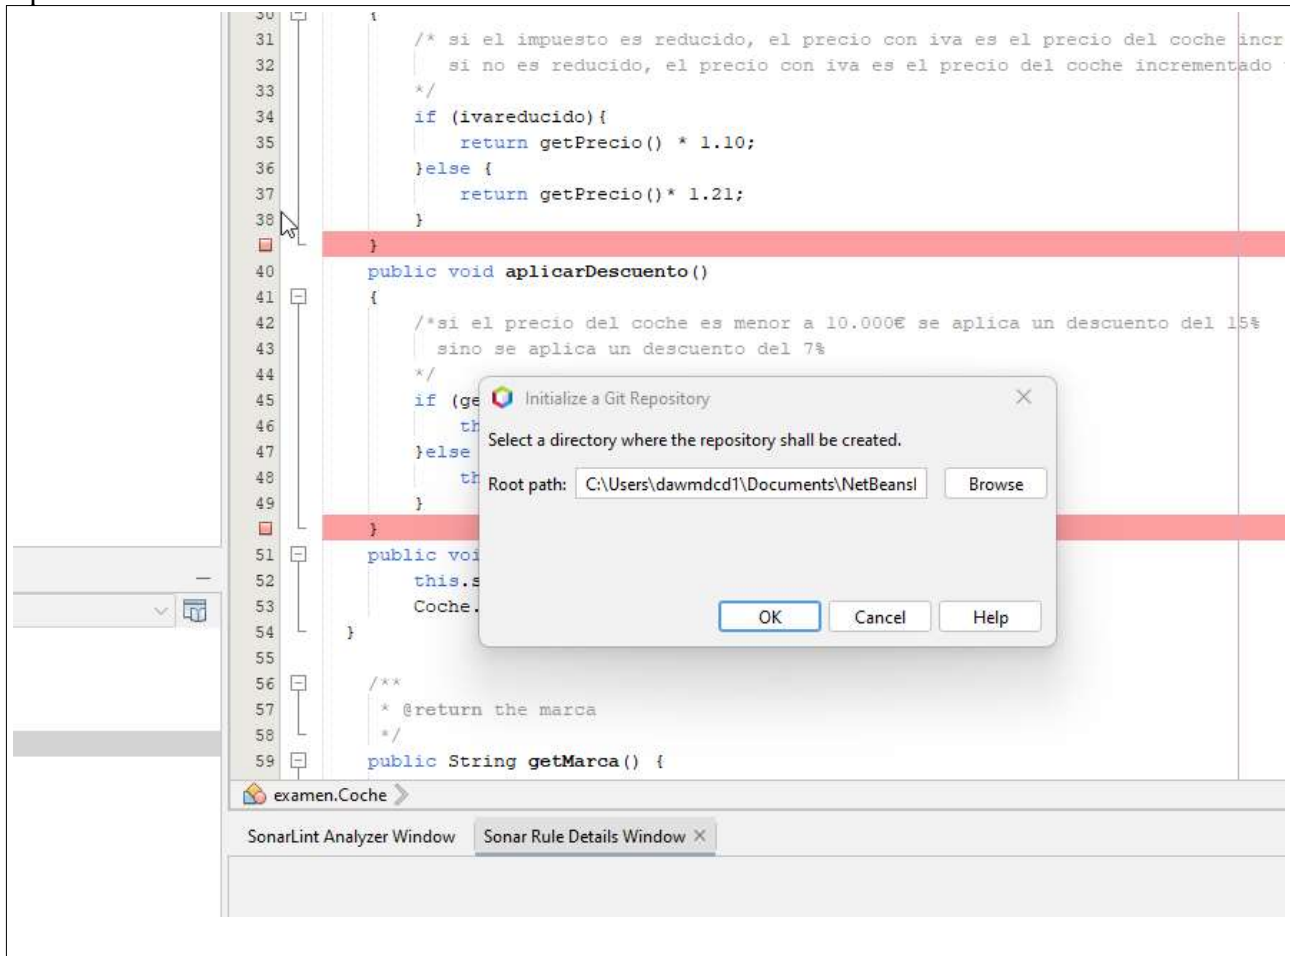 30 {
31 /* si el impuesto es reducido, el precio con iva es el precio del coche incr
32 si no es reducido, el precio con iva es el precio del coche incrementado
33 */
34 if (ivareducido){
35 return getPrecio() * 1.10;
36 }else {
37 return getPrecio()* 1.21;
38 }
}
40 public void aplicarDescuento()
41 {
42 /*si el precio del coche es menor a 10.000€ se aplica un descuento del 15%
43 sino se aplica un descuento del 7%
44 */
45 if (ge
46 th
47 }else
48 th
49 }
}
51 public voi
52 this.s
53 Coche.
54 }
55
56 /**
57 * @return the marca
58 */
59 public String getMarca() {
Initialize a Git Repository
Select a directory where the repository shall be created.
Root path: C:\Users\dawmdcd1\Documents\NetBeansl Browse
OK Cancel Help
examen.Coche
SonarLint Analyzer Window Sonar Rule Details Window